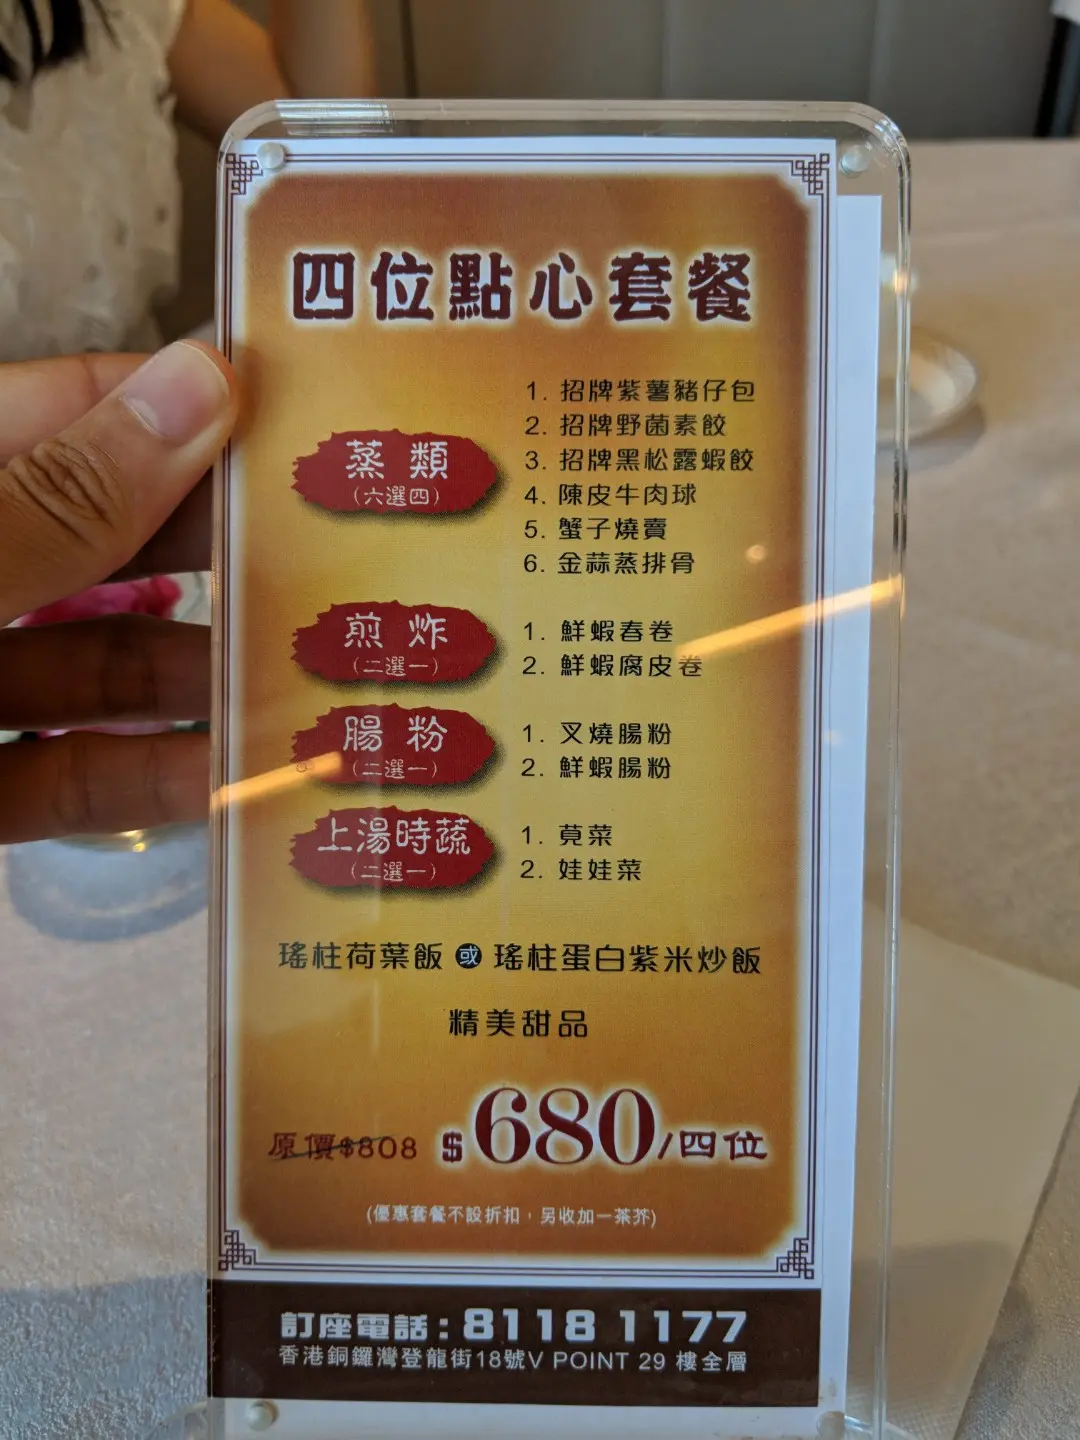 四位點心套餐
蒸類
(六選四)
1. 招牌紫薯豬仔包
2. 招牌野菌素餃
3. 招牌黑松露蝦餃
4. 陳皮牛肉球
5. 蟹子燒賣
6. 金蒜蒸排骨
煎炸
(二選一)
1. 鮮蝦春卷
2. 鮮蝦腐皮卷
腸粉
(二選一)
1. 叉燒腸粉
2. 鮮蝦腸粉
上湯時蔬
(二選一)
1. 莧菜
2. 娃娃菜
瑤柱荷葉飯 或 瑤柱蛋白紫米炒飯
精美甜品
原價$808 $680/四位
(優惠套餐不設折扣，另收加一茶芥)
訂座電話：8118 1177
香港銅鑼灣登龍街18號V POINT 29 樓全層